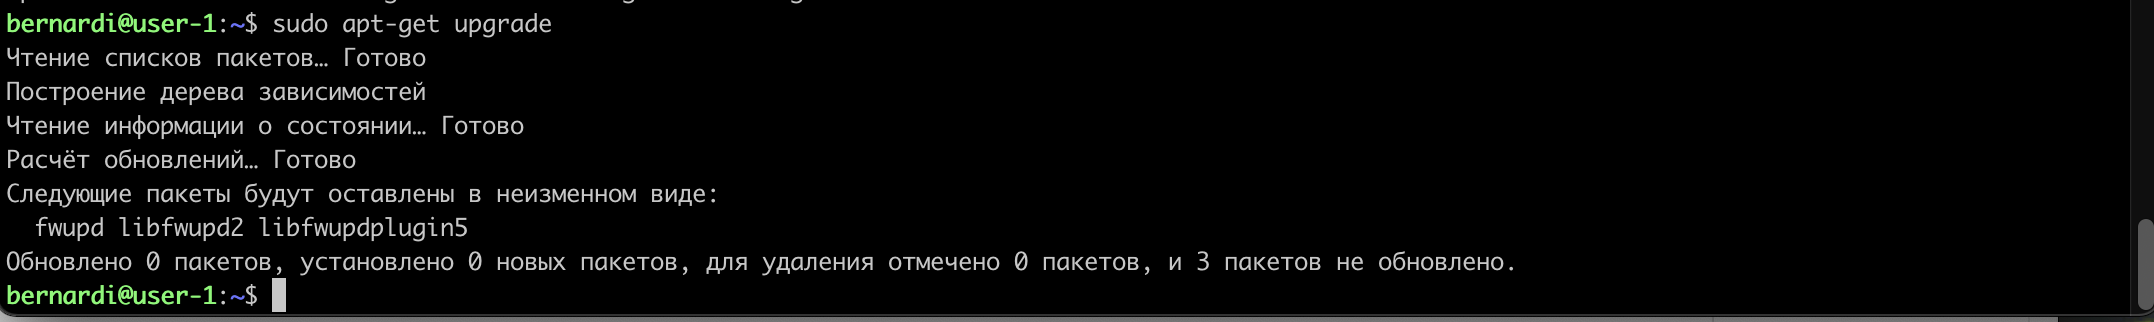 bernardi@user-1:~$ sudo apt-get upgrade
Чтение списков пакетов… Готово
Построение дерева зависимостей
Чтение информации о состоянии… Готово
Расчёт обновлений… Готово
Следующие пакеты будут оставлены в неизменном виде:
  fwupd libfwupd2 libfwupdplugin5
Обновлено 0 пакетов, установлено 0 новых пакетов, для удаления отмечено 0 пакетов, и 3 пакетов не обновлено.
bernardi@user-1:~$